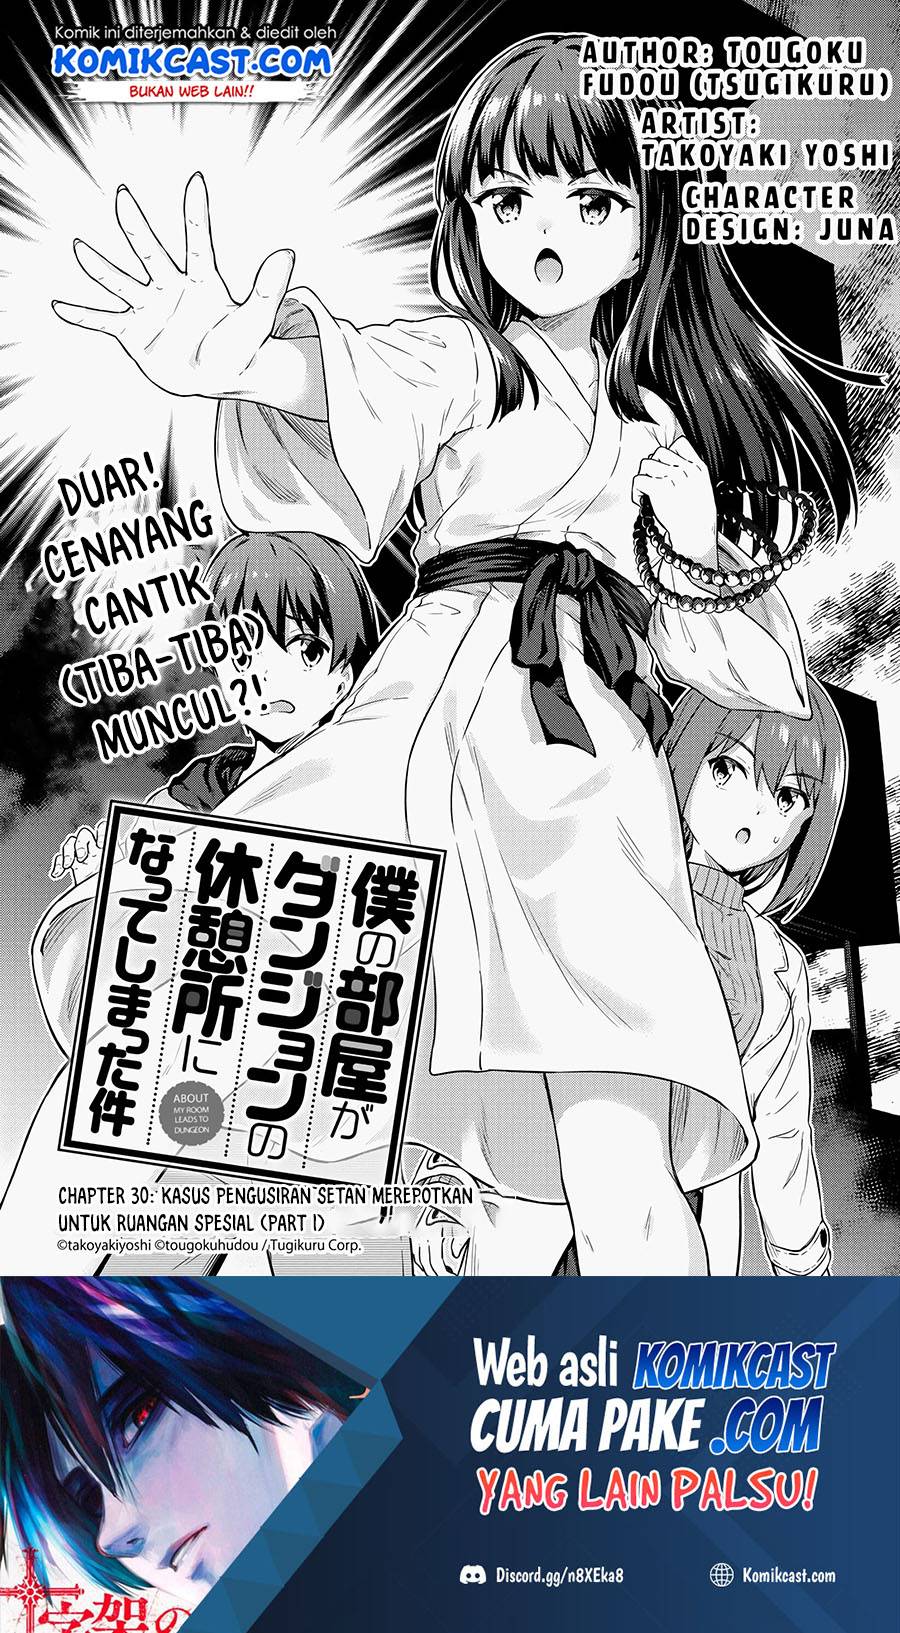 Komik ini diterjemahkan & diedit oleh
KOMIKCAST.COM
BUKAN WEB LAIN!!
AUTHOR: TOUGOKU
FUDOU (TSUGIKURU)
ARTIST:
TAKOYAKI YOSHI
CHARACTER
DESIGN: JUNA
DUAR!
CENAYANG
CANTIK
(TIBA-TIBA)
MUNCUL?!
僕の部屋が
ダンジョンの
休憩所に
なってしまった件
ABOUT
MY ROOM
LEADS TO
DUNGEON
CHAPTER 30: KASUS PENGUSIRAN SETAN MEREPOTKAN
UNTUK RUANGAN SPESIAL (PART 1)
©takoyakiyoshi ©tougokuhudou / Tugikuru Corp.
Web asli KOMIKCAST
CUMA PAKE .COM
YANG LAIN PALSU!
Discord.gg/n8XEka8
Komikcast.com
字架の